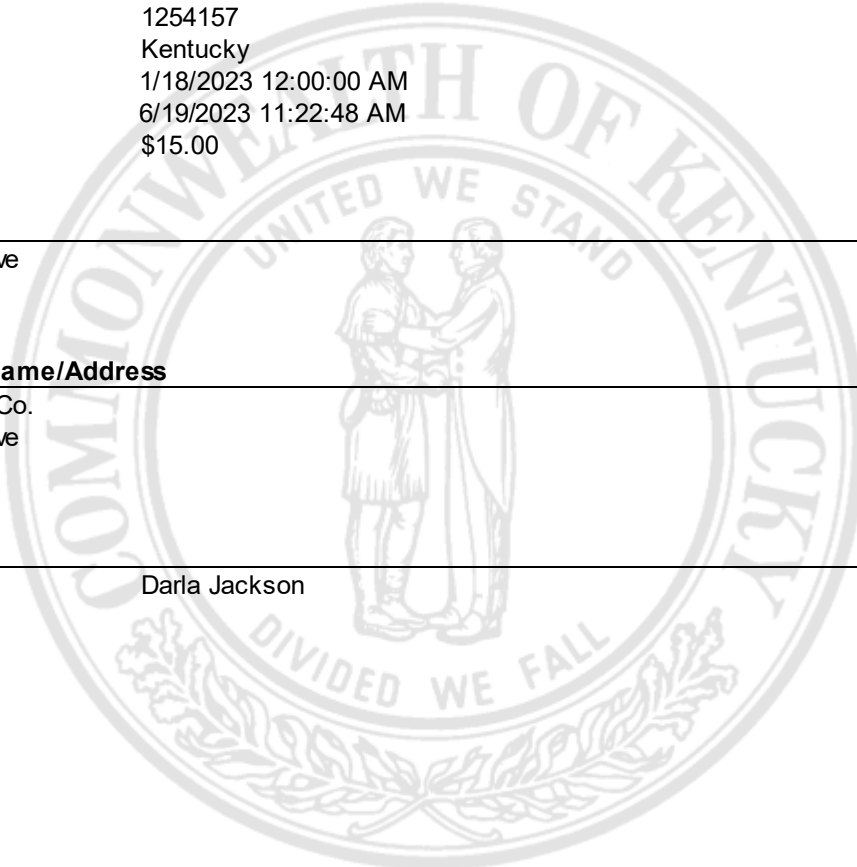 1254157
Kentucky
1/18/2023 12:00:00 AM
6/19/2023 11:22:48 AM
$15.00
COMMONWEALTH OF KENTUCKY
UNITED WE STAND
ve
ame/Address
Co.
ve
Darla Jackson
DIVIDED WE FALL